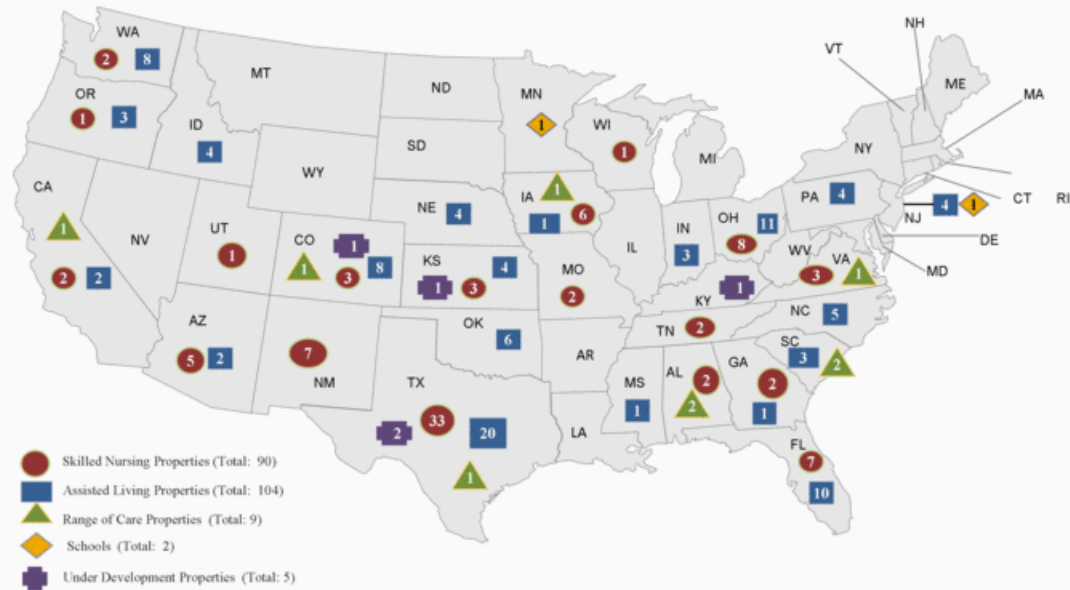 NH
VT
WA
2 8
MT
ME
ND
MN
OR
MA
1 3
ID
1
WI
NY
4
SD
1
MI
WY
CA
IA 1
PA 4
CT RI
NE 4
1 6
NJ 4 1
1
UT
OH 11
NV
CO 1
IN
8
DE
1
IL
3
WV
1 3 8
KS 4
VA
MD
2 2
1 3
MO
3 1
2
KY 1
AZ
OK
NC 5
TN 2
5 2
7
6
SC
AR
3 2
NM
TX
MS
AL 2
GA 2
1
2
1
33
2 20
LA
FL
7
1
10
Skilled Nursing Properties (Total: 90)
Assisted Living Properties (Total: 104)
Range of Care Properties (Total: 9)
Schools (Total: 2)
Under Development Properties (Total: 5)